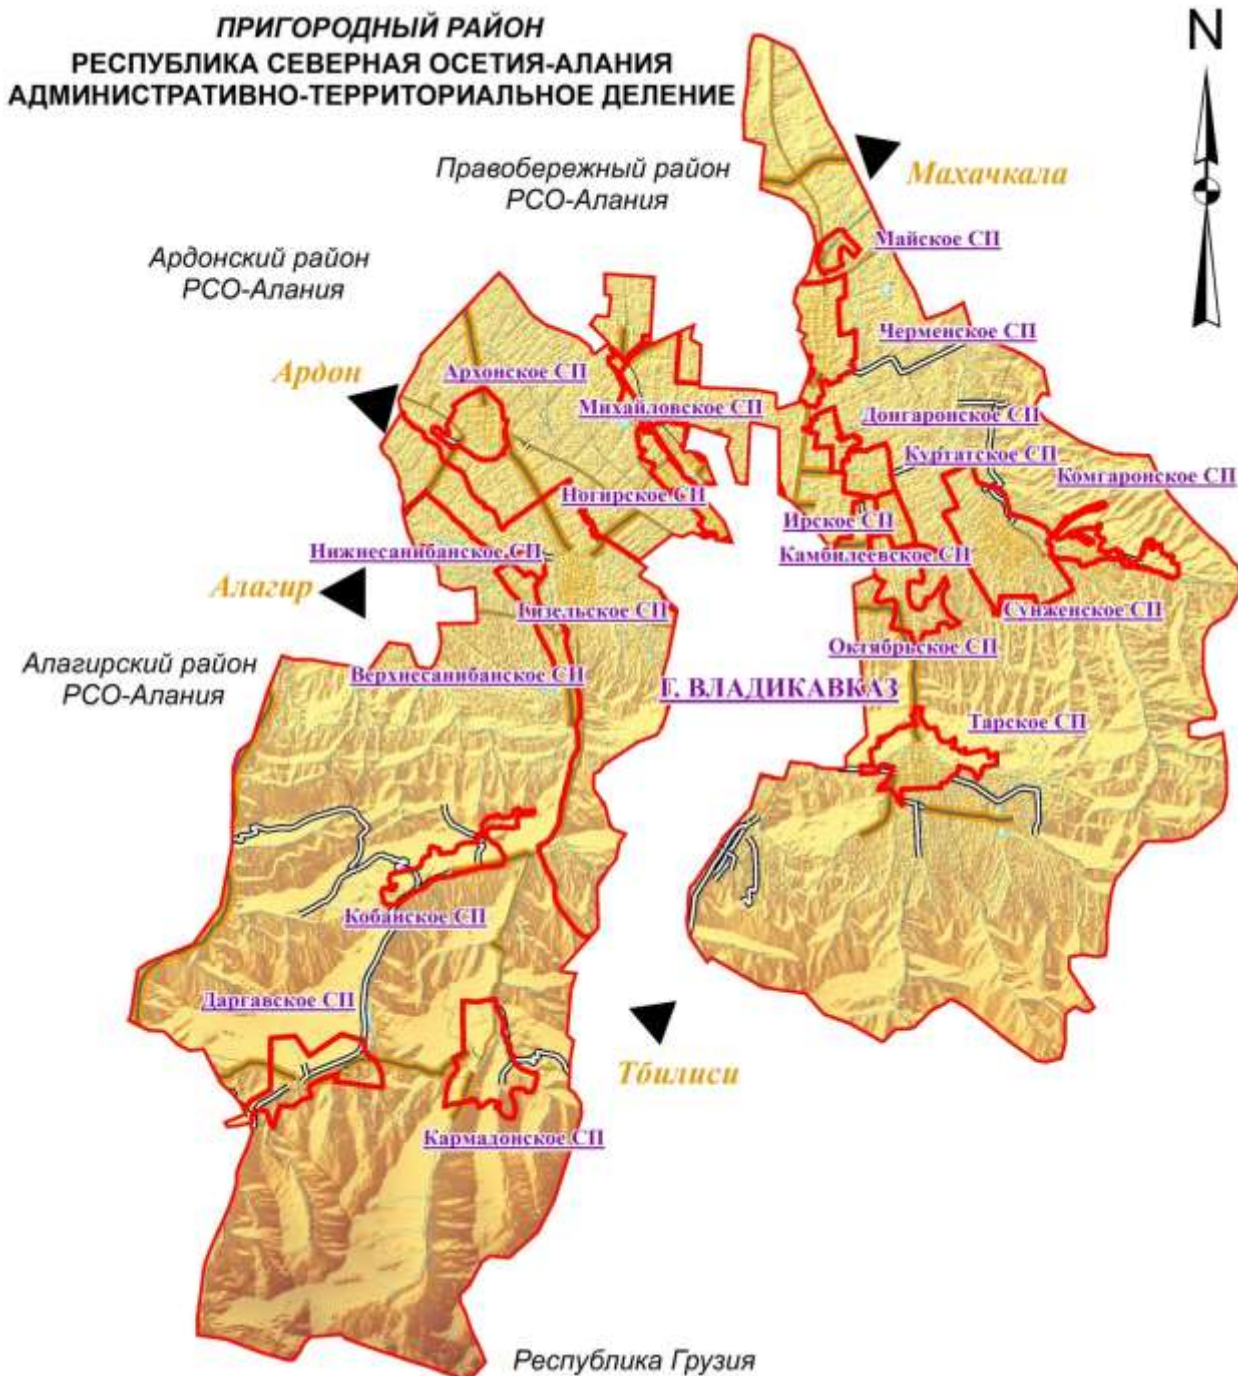 ПРИГОРОДНЫЙ РАЙОН
РЕСПУБЛИКА СЕВЕРНАЯ ОСЕТИЯ-АЛАНИЯ
АДМИНИСТРАТИВНО-ТЕРРИТОРИАЛЬНОЕ ДЕЛЕНИЕ
N
Правобережный район
РСО-Алания
Махачкала
Майское СП
Ардонский район
РСО-Алания
Черменское СП
Ардон
Архонское СП
Михайловское СП
Донгаронское СП
Куртатское СП
Комгаронское СП
Ногирское СП
Ирское СП
Нижнесанибанское СП
Камбилеевское СП
Алагир
Гизельское СП
Сунженское СП
Октябрьское СП
Алагирский район
РСО-Алания
Верхнесанибанское СП
Г. ВЛАДИКАВКАЗ
Тарское СП
Кобанское СП
Даргавское СП
Тбилиси
Кармадонское СП
Республика Грузия